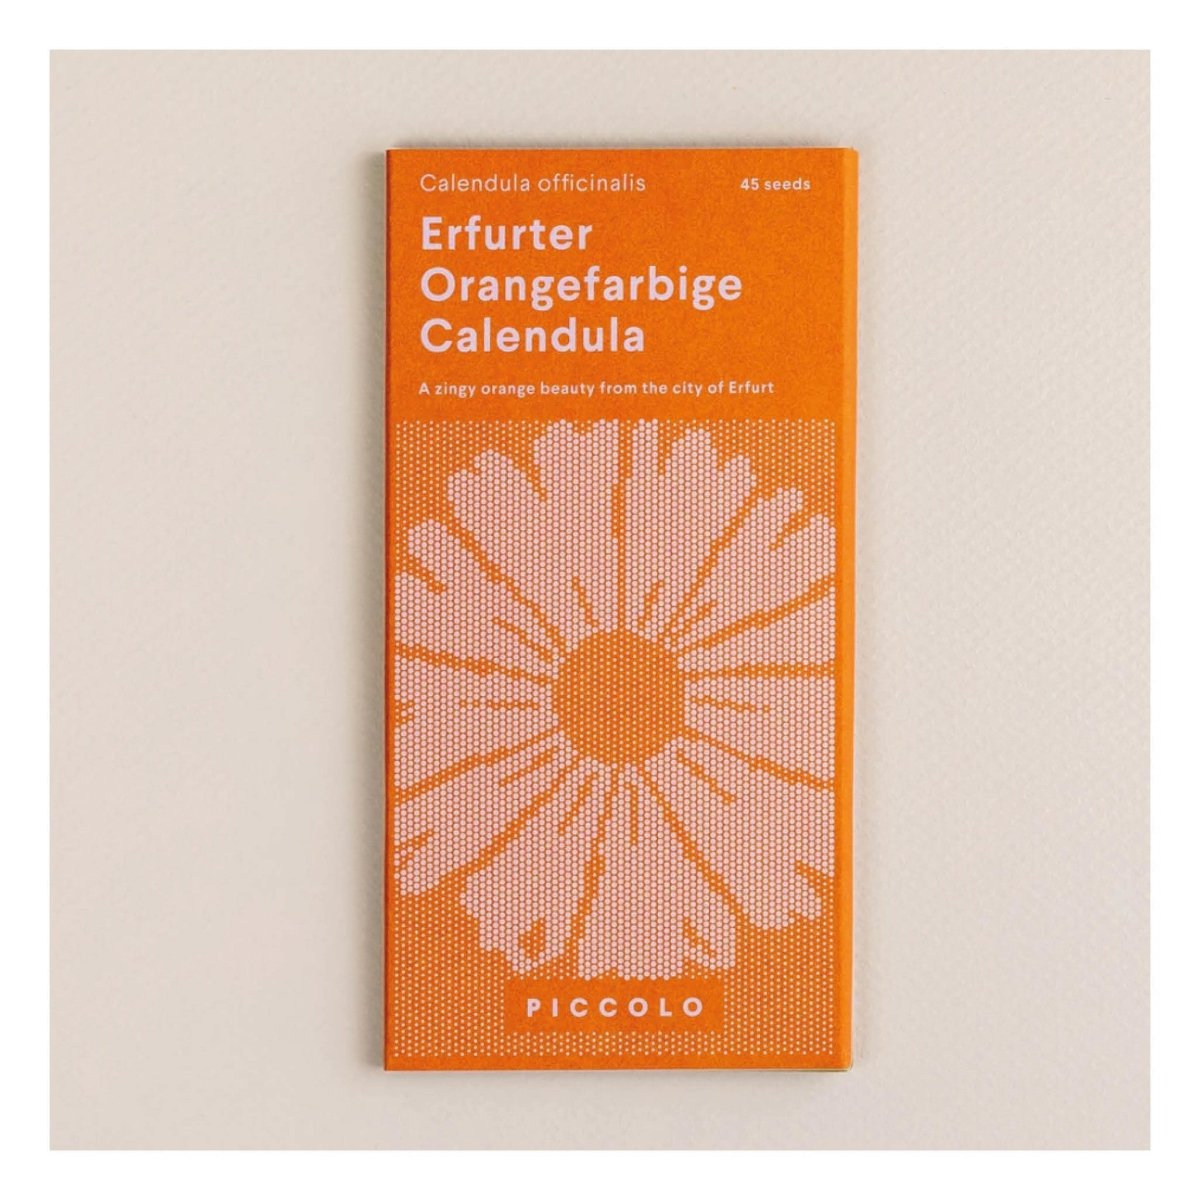 Calendula officinalis 45 seeds
Erfurter
Orangefarbige
Calendula
A zingy orange beauty from the city of Erfurt
PICCOLO